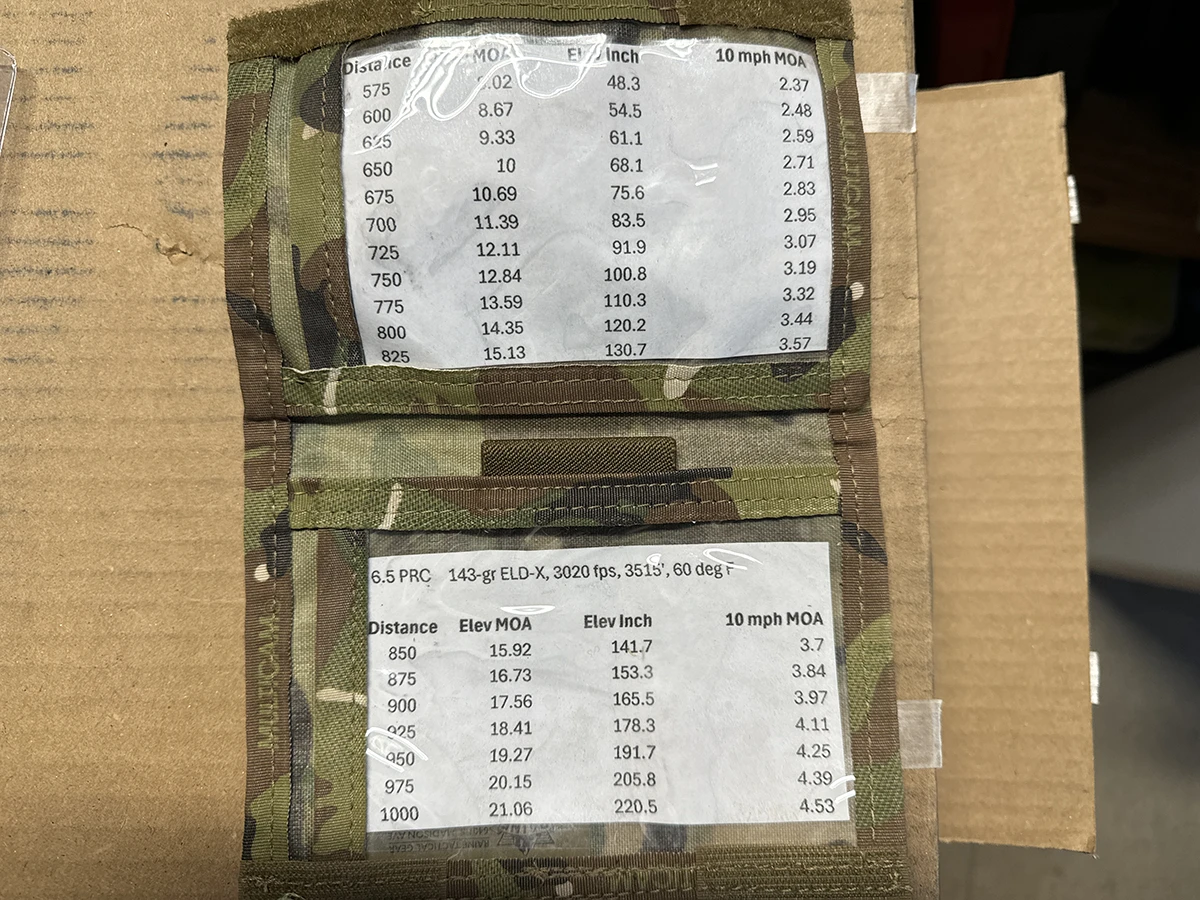 Distance MOA Elev Inch 10 mph MOA
575 8.02 48.3 2.37
600 8.67 54.5 2.48
625 9.33 61.1 2.59
650 10 68.1 2.71
675 10.69 75.6 2.83
700 11.39 83.5 2.95
725 12.11 91.9 3.07
750 12.84 100.8 3.19
775 13.59 110.3 3.32
800 14.35 120.2 3.44
825 15.13 130.7 3.57
MULTICAM
6.5 PRC 143-gr ELD-X, 3020 fps, 3515', 60 deg F
Distance Elev MOA Elev Inch 10 mph MOA
850 15.92 141.7 3.7
875 16.73 153.3 3.84
900 17.56 165.5 3.97
925 18.41 178.3 4.11
950 19.27 191.7 4.25
975 20.15 205.8 4.39
1000 21.06 220.5 4.53
MULTICAM
TACTICAL GEAR